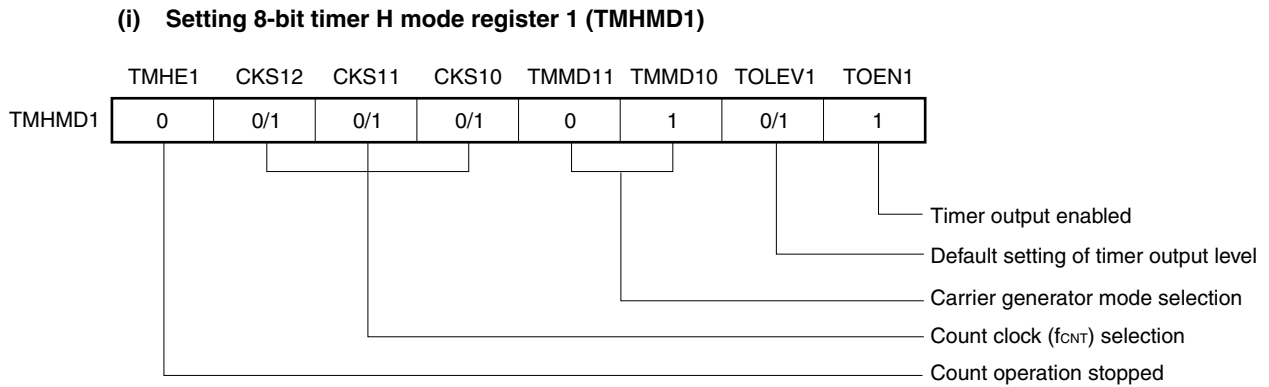 (i) Setting 8-bit timer H mode register 1 (TMHMD1)
TMHE1 CKS12 CKS11 CKS10 TMMD11 TMMD10 TOLEV1 TOEN1
TMHMD1 0 0/1 0/1 0/1 0 1 0/1 1
Timer output enabled
Default setting of timer output level
Carrier generator mode selection
Count clock (fCNT) selection
Count operation stopped